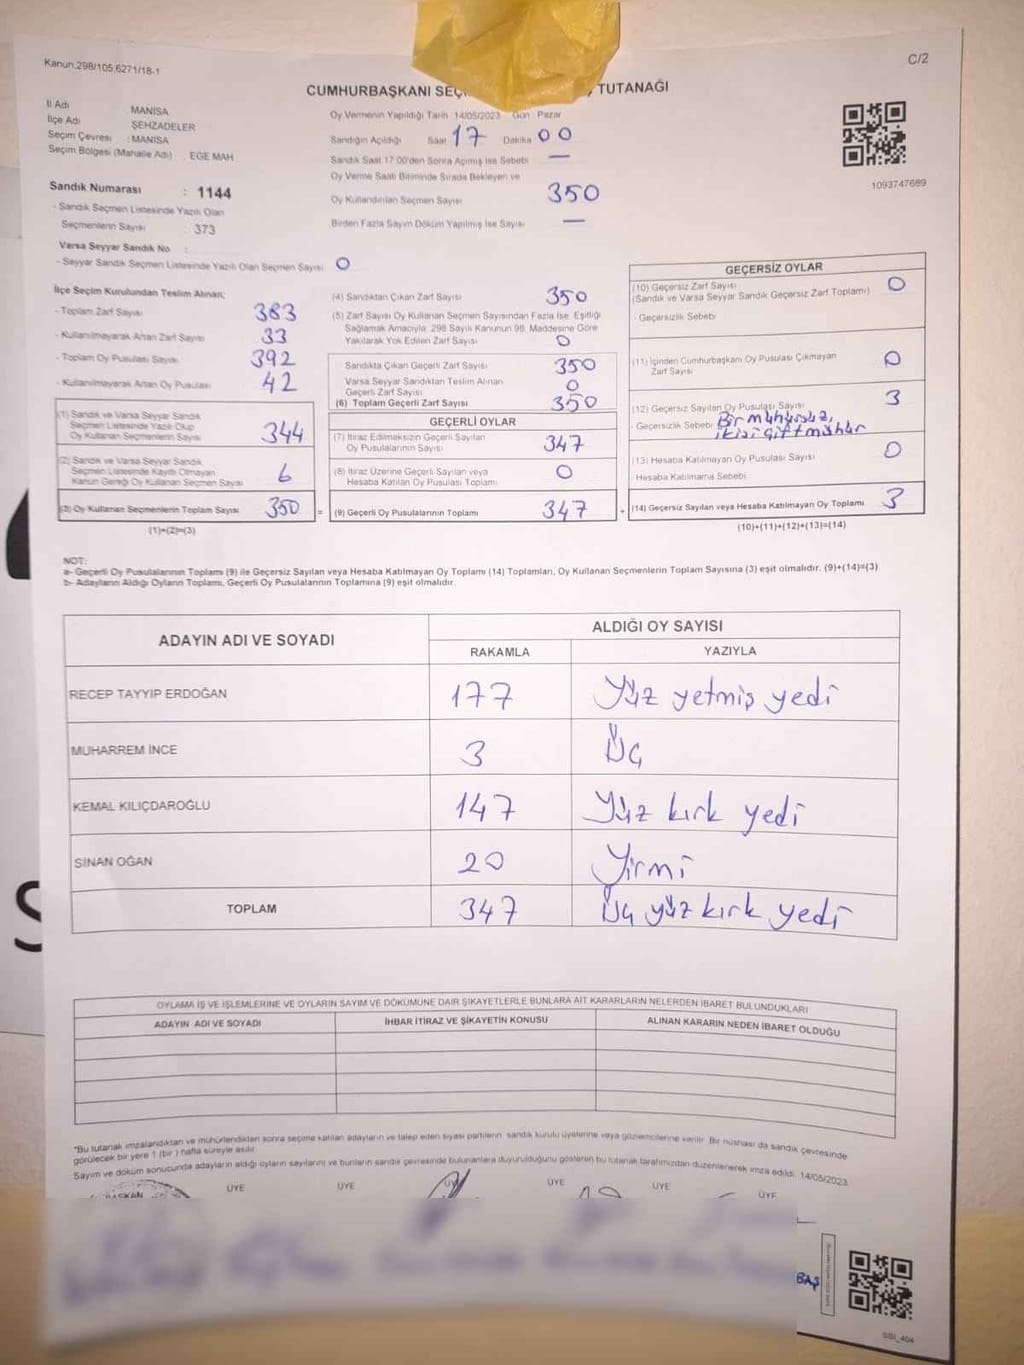 Kanun.298/105,6271/18-1
C/2
CUMHURBAŞKANI SEÇ TUTANAĞI
İl Adı MANİSA
İlçe Adı ŞEHZADELER
Seçim Çevresi : MANİSA
Seçim Bölgesi (Mahalle Adı) . EGE MAH
Sandık Numarası : 1144
- Sandık Seçmen Listesinde Yazılı Olan
Seçmenlerin Sayısı : 373
Varsa Seyyar Sandık No :
- Seyyar Sandık Seçmen Listesinde Yazılı Olan Seçmen Sayısı 0
Oy Vermenin Yapıldığı Tarih 14/05/2023 Gün Pazar
Sandığın Açıldığı Saat 17 Dakika 00
Sandık Saat 17.00'den Sonra Açılmış İse Sebebi —
Oy Verme Saati Bitiminde Sırada Bekleyen ve
Oy Kullandırılan Seçmen Sayısı 350
Birden Fazla Sayım Döküm Yapılmış İse Sayısı —
1093747689
İlçe Seçim Kurulundan Teslim Alınan;
- Toplam Zarf Sayısı 383
- Kullanılmayarak Artan Zarf Sayısı 33
- Toplam Oy Pusulası Sayısı 392
- Kullanılmayarak Artan Oy Pusulası 42
(1) Sandık ve Varsa Seyyar Sandık
Seçmen Listesinde Yazılı Olup
Oy Kullanan Seçmenlerin Sayısı 344
(2) Sandık ve Varsa Seyyar Sandık
Seçmen Listesinde Kayıtlı Olmayan
Kanun Gereği Oy Kullanan Seçmen Sayısı 6
(3) Oy Kullanan Seçmenlerin Toplam Sayısı 350 =
(1)+(2)=(3)
(4) Sandıktan Çıkan Zarf Sayısı 350
(5) Zarf Sayısı Oy Kullanan Seçmen Sayısından Fazla İse, Eşitliği
Sağlamak Amacıyla, 298 Sayılı Kanunun 98. Maddesine Göre
Yakılarak Yok Edilen Zarf Sayısı 0
Sandıkta Çıkan Geçerli Zarf Sayısı 350
Varsa Seyyar Sandıktan Teslim Alınan
Geçerli Zarf Sayısı 0
(6) Toplam Geçerli Zarf Sayısı 350
GEÇERLİ OYLAR
(7) İtiraz Edilmeksizin Geçerli Sayılan
Oy Pusulalarının Sayısı 347
(8) İtiraz Üzerine Geçerli Sayılan veya
Hesaba Katılan Oy Pusulası Toplamı 0
(9) Geçerli Oy Pusulalarının Toplamı 347 +
GEÇERSİZ OYLAR
(10) Geçersiz Zarf Sayısı 0
(Sandık ve Varsa Seyyar Sandık Geçersiz Zarf Toplamı)
- Geçersizlik Sebebi
(11) İçinden Cumhurbaşkanı Oy Pusulası Çıkmayan
Zarf Sayısı 0
(12) Geçersiz Sayılan Oy Pusulası Sayısı 3
- Geçersizlik Sebebi Bir mühürsüz,
ikisi çift mühür
(13) Hesaba Katılmayan Oy Pusulası Sayısı 0
- Hesaba Katılmama Sebebi
(14) Geçersiz Sayılan veya Hesaba Katılmayan Oy Toplamı 3
(10)+(11)+(12)+(13)=(14)
NOT:
a- Geçerli Oy Pusulalarının Toplamı (9) ile Geçersiz Sayılan veya Hesaba Katılmayan Oy Toplamı (14) Toplamları, Oy Kullanan Seçmenlerin Toplam Sayısına (3) eşit olmalıdır. (9)+(14)=(3)
b- Adayların Aldığı Oyların Toplamı, Geçerli Oy Pusulalarının Toplamına (9) eşit olmalıdır.
ADAYIN ADI VE SOYADI
ALDIĞI OY SAYISI
RAKAMLA YAZIYLA
RECEP TAYYİP ERDOĞAN 177 Yüz yetmiş yedi
MUHARREM İNCE 3 Üç
KEMAL KILIÇDAROĞLU 147 Yüz kırk yedi
SİNAN OĞAN 20 Yirmi
TOPLAM 347 Üç yüz kırk yedi
OYLAMA İŞ VE İŞLEMLERİNE VE OYLARIN SAYIM VE DÖKÜMÜNE DAİR ŞİKAYETLERLE BUNLARA AİT KARARLARIN NELERDEN İBARET BULUNDUKLARI
ADAYIN ADI VE SOYADI İHBAR İTİRAZ VE ŞİKAYETİN KONUSU ALINAN KARARIN NEDEN İBARET OLDUĞU
*Bu tutanak imzalandıktan ve mühürlendikten sonra seçime katılan adayların ve talep eden siyasi partilerin sandık kurulu üyelerine veya gözlemcilerine verilir. Bir nüshası da sandık çevresinde
görülecek bir yere 1 (bir) hafta süreyle asılır.
Sayım ve döküm sonucunda adayların aldığı oyların sayılarını ve bunların sandık çevresinde bulunanlara duyurulduğunu gösteren bu tutanak tarafımızdan düzenlenerek imza edildi. 14/05/2023
BAŞKAN ÜYE ÜYE ÜYE ÜYE ÜYE ÜYE
BAŞ